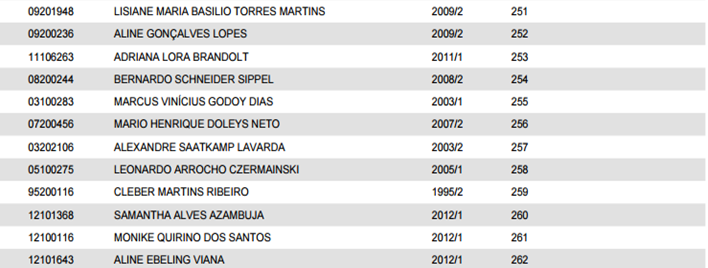 09201948 LISIANE MARIA BASILIO TORRES MARTINS 2009/2 251
09200236 ALINE GONÇALVES LOPES 2009/2 252
11106263 ADRIANA LORA BRANDOLT 2011/1 253
08200244 BERNARDO SCHNEIDER SIPPEL 2008/2 254
03100283 MARCUS VINÍCIUS GODOY DIAS 2003/1 255
07200456 MARIO HENRIQUE DOLEYS NETO 2007/2 256
03202106 ALEXANDRE SAATKAMP LAVARDA 2003/2 257
05100275 LEONARDO ARROCHO CZERMAINSKI 2005/1 258
95200116 CLEBER MARTINS RIBEIRO 1995/2 259
12101368 SAMANTHA ALVES AZAMBUJA 2012/1 260
12100116 MONIKE QUIRINO DOS SANTOS 2012/1 261
12101643 ALINE EBELING VIANA 2012/1 262